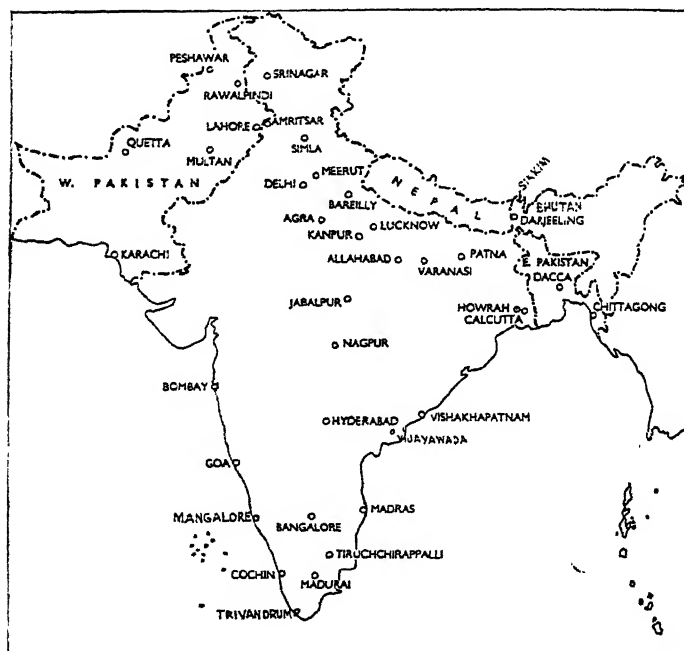 PESHAWAR
SRINAGAR
RAWALPINDI
LAHORE
AMRITSAR
QUETTA
SIMLA
MULTAN
W. PAKISTAN
MEERUT
DELHI
NEPAL
SIKKIM
BAREILLY
BHUTAN
DARJEELING
AGRA
LUCKNOW
KANPUR
KARACHI
ALLAHABAD
VARANASI
PATNA
E. PAKISTAN
DACCA
JABALPUR
HOWRAH
CALCUTTA
CHITTAGONG
NAGPUR
BOMBAY
HYDERABAD
VISHAKHAPATNAM
VIJAYAWADA
GOA
MANGALORE
BANGALORE
MADRAS
TIRUCHCHIRAPPALLI
COCHIN
MADURAI
TRIVANDRUM